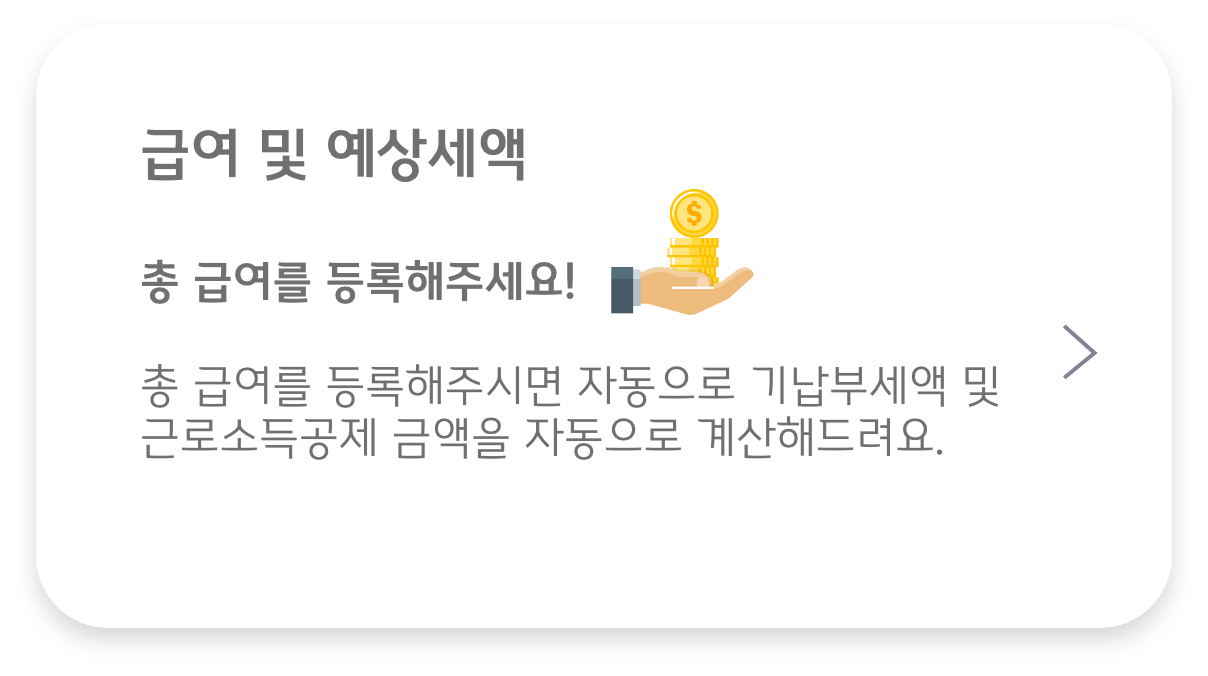 급여 및 예상세액
총 급여를 등록해주세요!
$
총 급여를 등록해주시면 자동으로 기납부세액 및
근로소득공제 금액을 자동으로 계산해드려요.